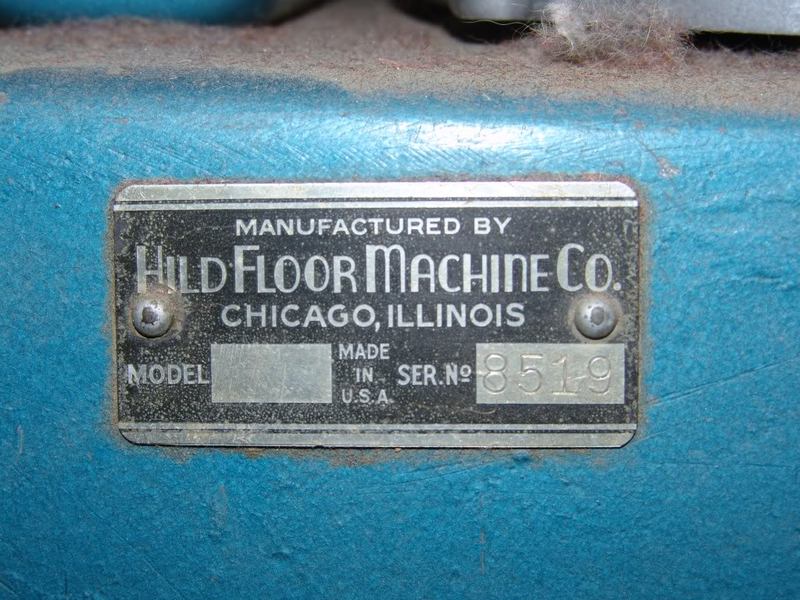 MANUFACTURED BY
HILD FLOOR MACHINE CO.
CHICAGO, ILLINOIS
MODEL MADE IN U.S.A. SER. No 8519